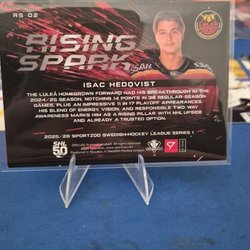 RS-02
RISING
SPARK
ISAC HEDQVIST
THE LULEÅ HOMEGROWN FORWARD HAD HIS BREAKTHROUGH IN THE
2024/25 SEASON, NOTCHING 14 POINTS IN 38 REGULAR SEASON
GAMES, PLUS AN IMPRESSIVE 11 IN 17 PLAYOFF APPEARANCES.
HIS BLEND OF ENERGY, VISION, AND RESPONSIBLE TWO-WAY
AWARENESS MARKS HIM AS A RISING PILLAR WITH NHL UPSIDE
AND ALREADY A TRUSTED OPTION.
2025/26 SPORTZOO SWEDISH HOCKEY LEAGUE SERIES 1
SHL
50